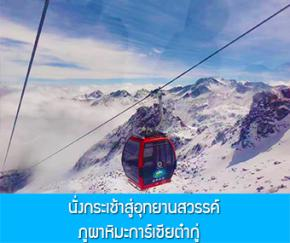 นั่งกระเช้าสู่อุทยานสวรรค์
ภูผาหิมะการ์เซียต๋ากู่